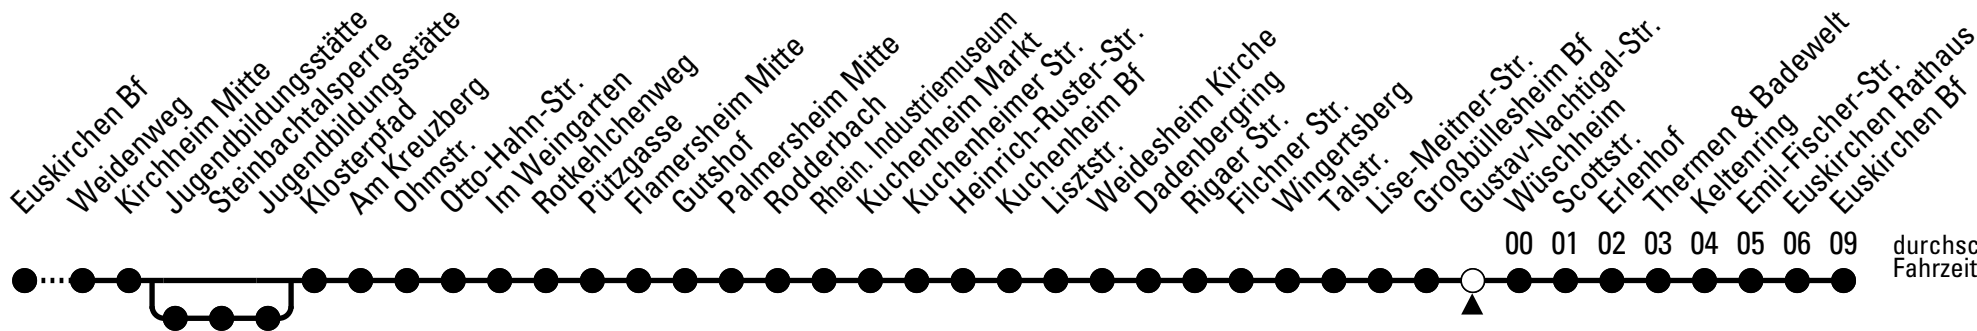 Euskirchen Bf
Weidenweg
Kirchheim Mitte
Jugendbildungsstätte
Steinbachtalsperre
Jugendbildungsstätte
Klosterpfad
Am Kreuzberg
Ohmstr.
Otto-Hahn-Str.
Im Weingarten
Rotkehlchenweg
Pützgasse
Flamersheim Mitte
Gutshof
Palmersheim Mitte
Rodderbach
Rhein. Industriemuseum
Kuchenheim Markt
Kuchenheimer Str.
Heinrich-Ruster-Str.
Kuchenheim Bf
Lisztstr.
Weidesheim Kirche
Dadenbergring
Rigaer Str.
Filchner Str.
Wingertsberg
Talstr.
Lise-Meitner-Str.
Großbüllesheim Bf
Gustav-Nachtigal-Str.
Wüschheim
Scottstr.
Erlenhof
Thermen & Badewelt
Keltenring
Emil-Fischer-Str.
Euskirchen Rathaus
Euskirchen Bf
00 01 02 03 04 05 06 09
durchsc
Fahrzeit